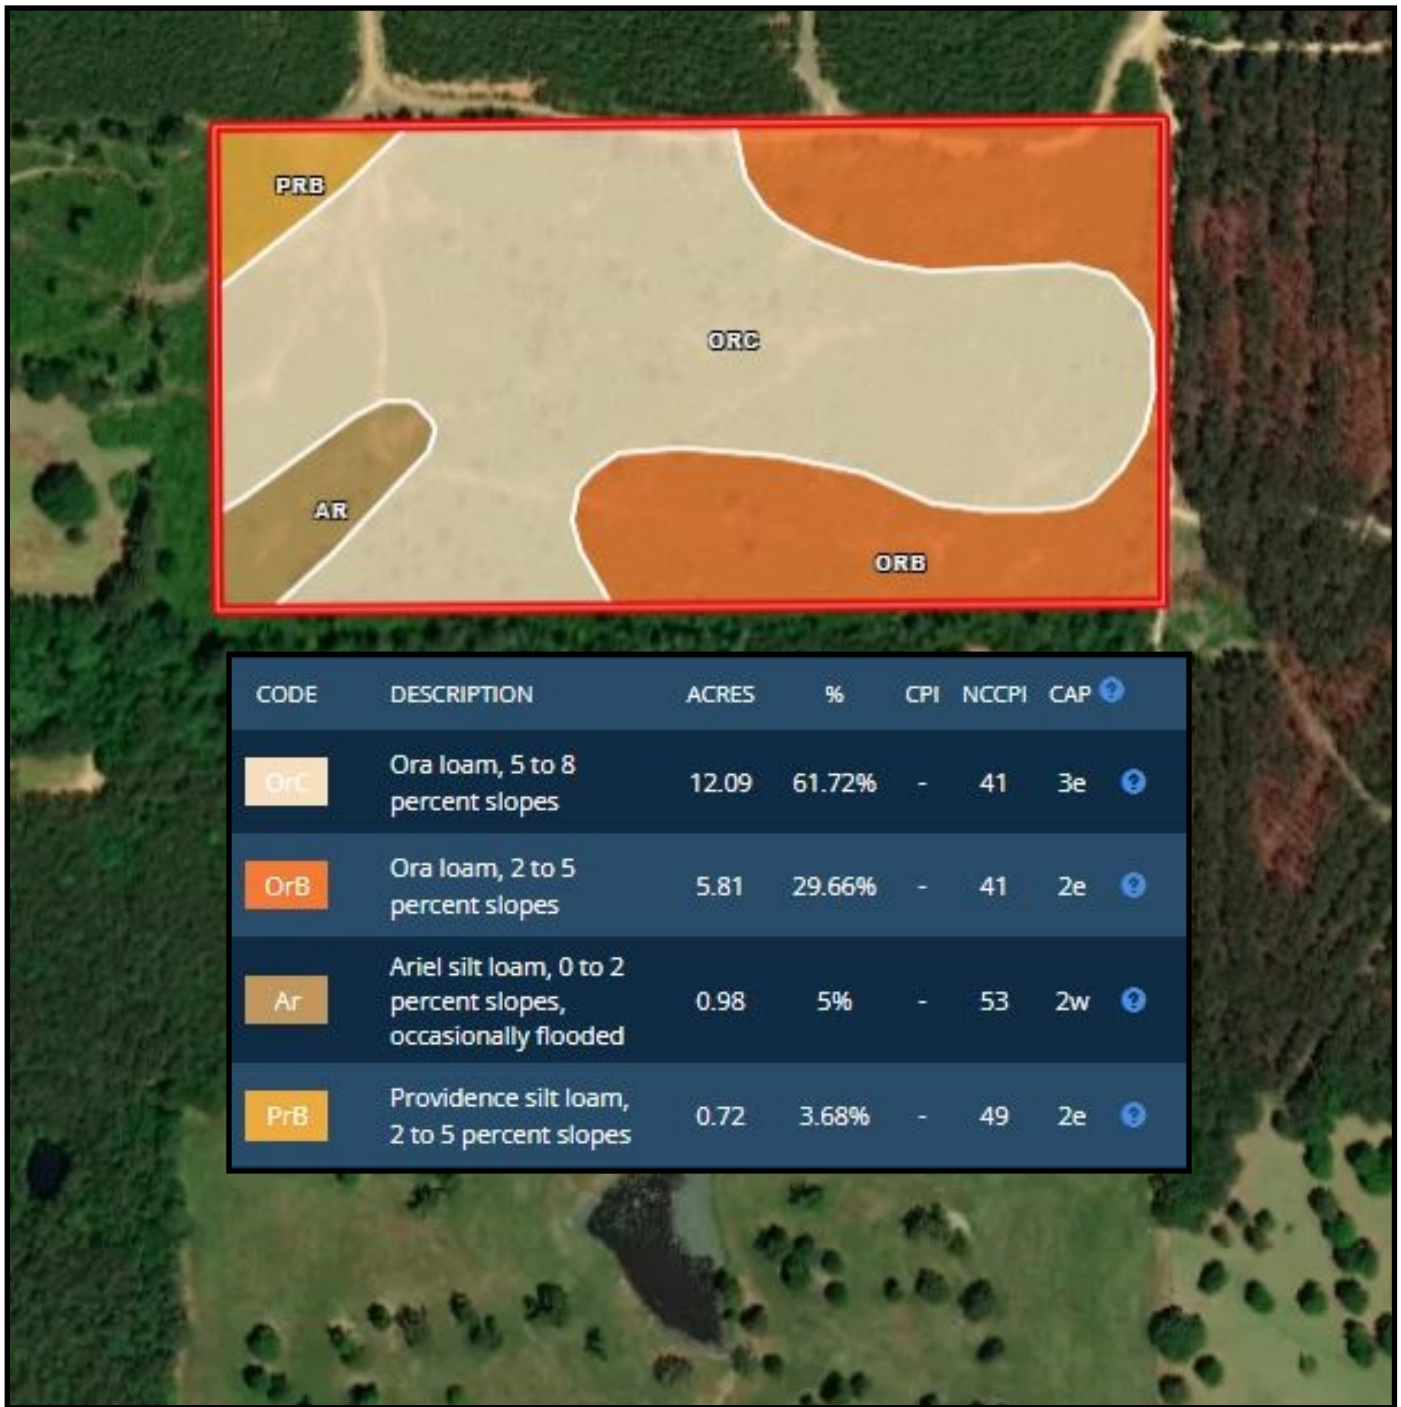 PRB
ORC
AR
ORB
CODE DESCRIPTION ACRES % CPI NCCPI CAP ?
OrC Ora loam, 5 to 8 percent slopes 12.09 61.72% - 41 3e ?
OrB Ora loam, 2 to 5 percent slopes 5.81 29.66% - 41 2e ?
Ar Ariel silt loam, 0 to 2 percent slopes, occasionally flooded 0.98 5% - 53 2w ?
PrB Providence silt loam, 2 to 5 percent slopes 0.72 3.68% - 49 2e ?